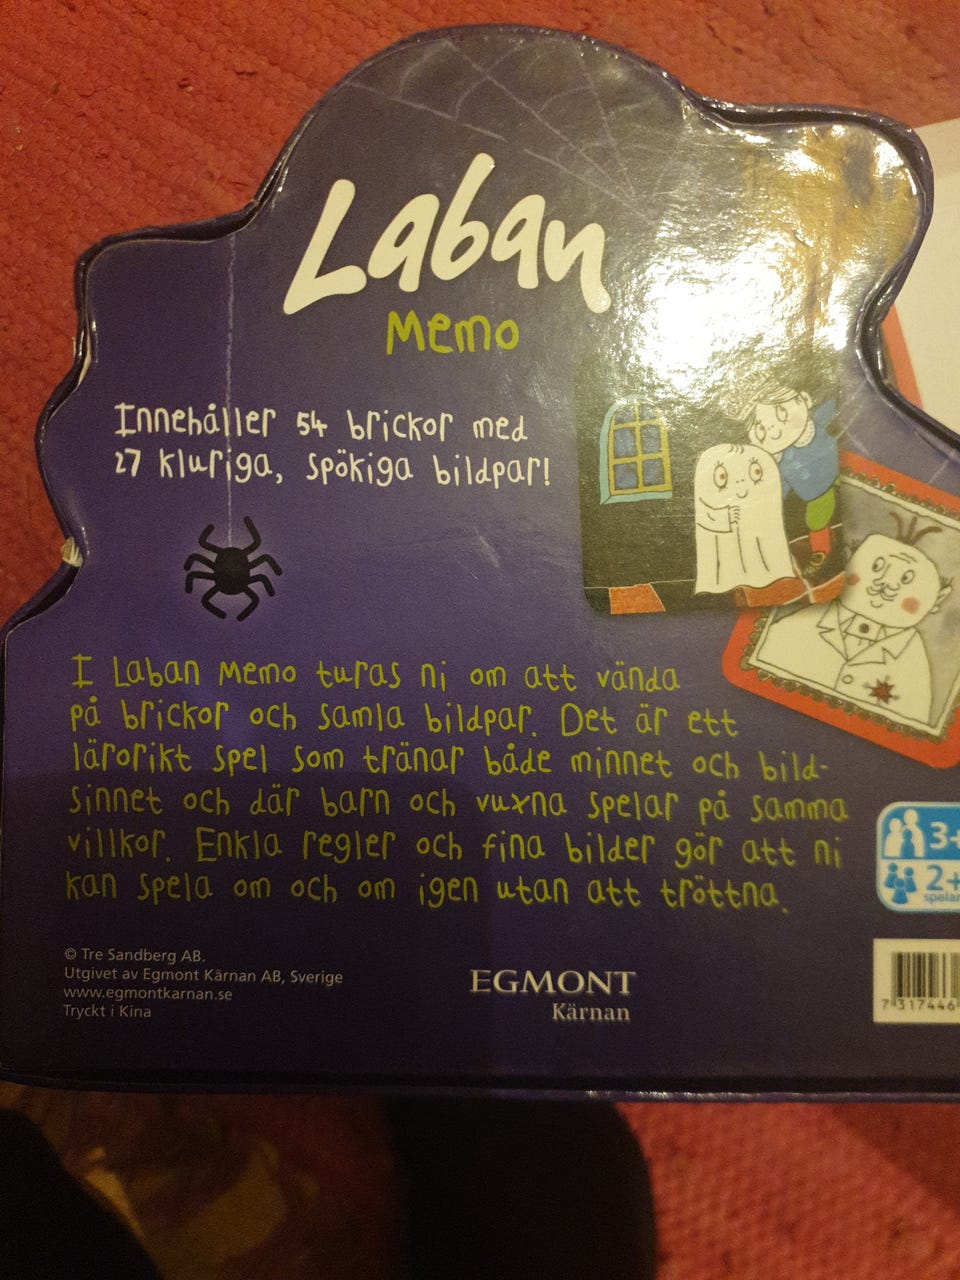 Laban
Memo
Innehåller 54 brickor med
27 kluriga, spökiga bildpar!
I Laban Memo turas ni om att vända
på brickor och samla bildpar. Det är ett
lärorikt spel som tränar både minnet och bild-
sinnet och där barn och vuxna spelar på samma
villkor. Enkla regler och fina bilder gör att ni
kan spela om och om igen utan att tröttna.
3+
2+
spelar
© Tre Sandberg AB.
Utgivet av Egmont Kärnan AB, Sverige
www.egmontkarnan.se
Tryckt i Kina
EGMONT
Kärnan
7 317446